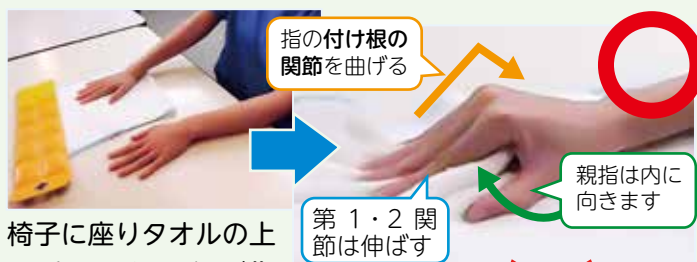 指の付け根の
関節を曲げる
親指は内に
向きます
第 1・2 関
節は伸ばす
椅子に座りタオルの上